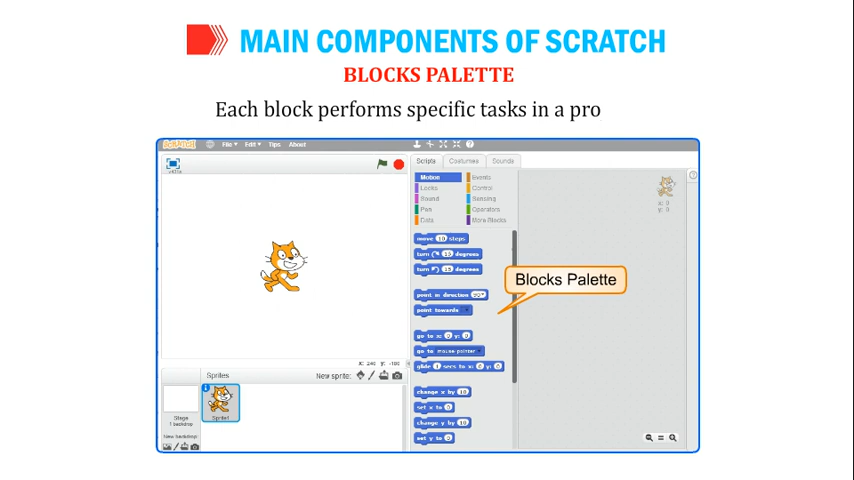 MAIN COMPONENTS OF SCRATCH
BLOCKS PALETTE
Each block performs specific tasks in a pro
SCRATCH File Edit Tips About
Scripts Costumes Sounds
Motion Events
Looks Control
Sound Sensing
Pen Operators
Data More Blocks
x: 0
y: 0
move 10 steps
turn 15 degrees
turn 15 degrees
Blocks Palette
point in direction 90
point towards
go to x: 0 y: 0
go to mouse-pointer
glide 1 secs to x: 0 y: 0
x: 240 y: -180
Sprites New sprite:
change x by 10
set x to 0
change y by 10
set y to 0
Sprite1
Stage
1 backdrop
New backdrop